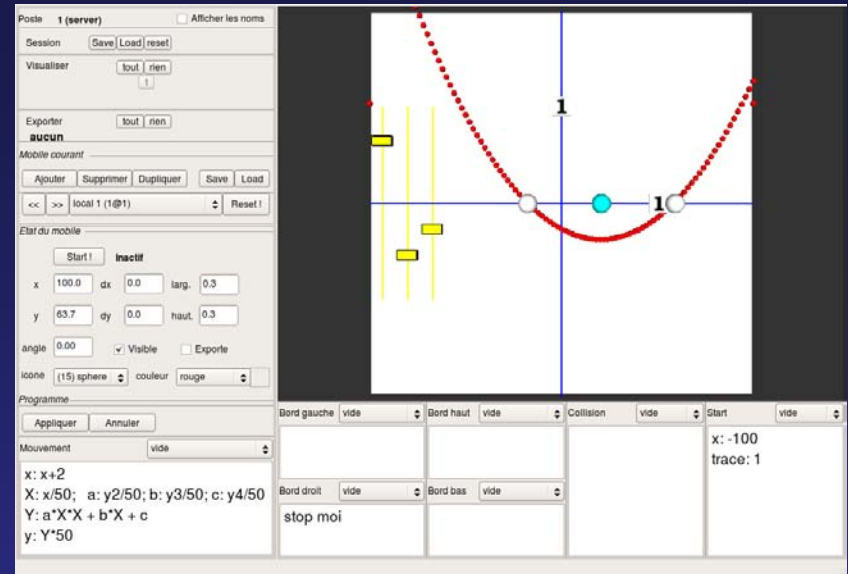 Poste 1 (server) Afficher les noms
Session Save Load reset
Visualiser tout rien
1
Exporter tout rien
aucun
Mobile courant
Ajouter Supprimer Dupliquer Save Load
<< >> local 1 (1@1) Reset !
Etat du mobile
Start ! Inactif
x 100.0 dx 0.0 larg. 0.3
y 63.7 dy 0.0 haut. 0.3
angle 0.00 Visible Exporte
icone (15) sphere couleur rouge
Programme
Appliquer Annuler
Mouvement vide
x: x+2
X: x/50; a: y2/50; b: y3/50; c: y4/50
Y: a*X*X + b*X + c
y: Y*50
1
1
Bord gauche vide Bord haut vide Collision vide Start vide
x: -100
trace: 1
Bord droit vide Bord bas vide
stop moi